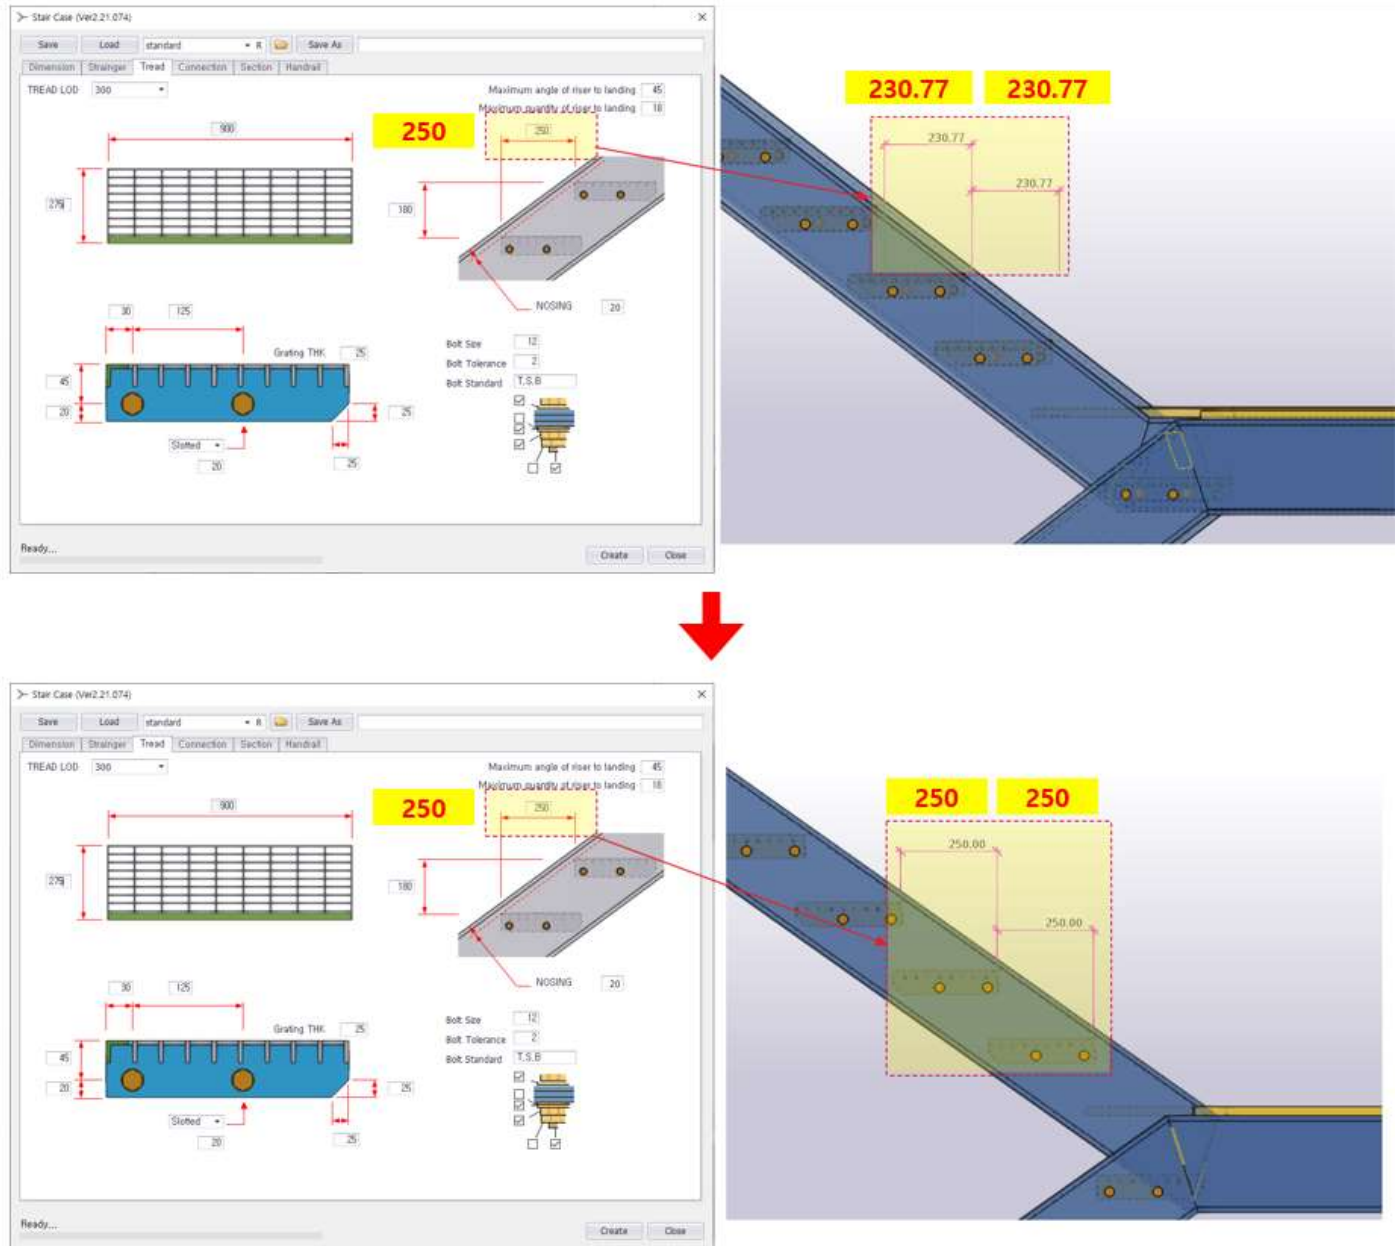 Stair Case (Ver2.21.074)
Save Load standard R Save As
Dimension Strainger Tread Connection Section Handrail
TREAD LOD 300
Maximum angle of riser to landing 45
Maximum quantity of riser to landing 18
900
250
250
275
180
NOSING 20
30 125
Grating THK 25
45
20
25
Slotted
20
25
Bolt Size 12
Bolt Tolerance 2
Bolt Standard T.S.B
Ready...
Create Close
230.77 230.77
230.77
230.77
Stair Case (Ver2.21.074)
Save Load standard R Save As
Dimension Strainger Tread Connection Section Handrail
TREAD LOD 300
Maximum angle of riser to landing 45
Maximum quantity of riser to landing 18
900
250
250
275
180
NOSING 20
30 125
Grating THK 25
45
20
25
Slotted
20
25
Bolt Size 12
Bolt Tolerance 2
Bolt Standard T.S.B
Ready...
Create Close
250 250
250.00
250.00